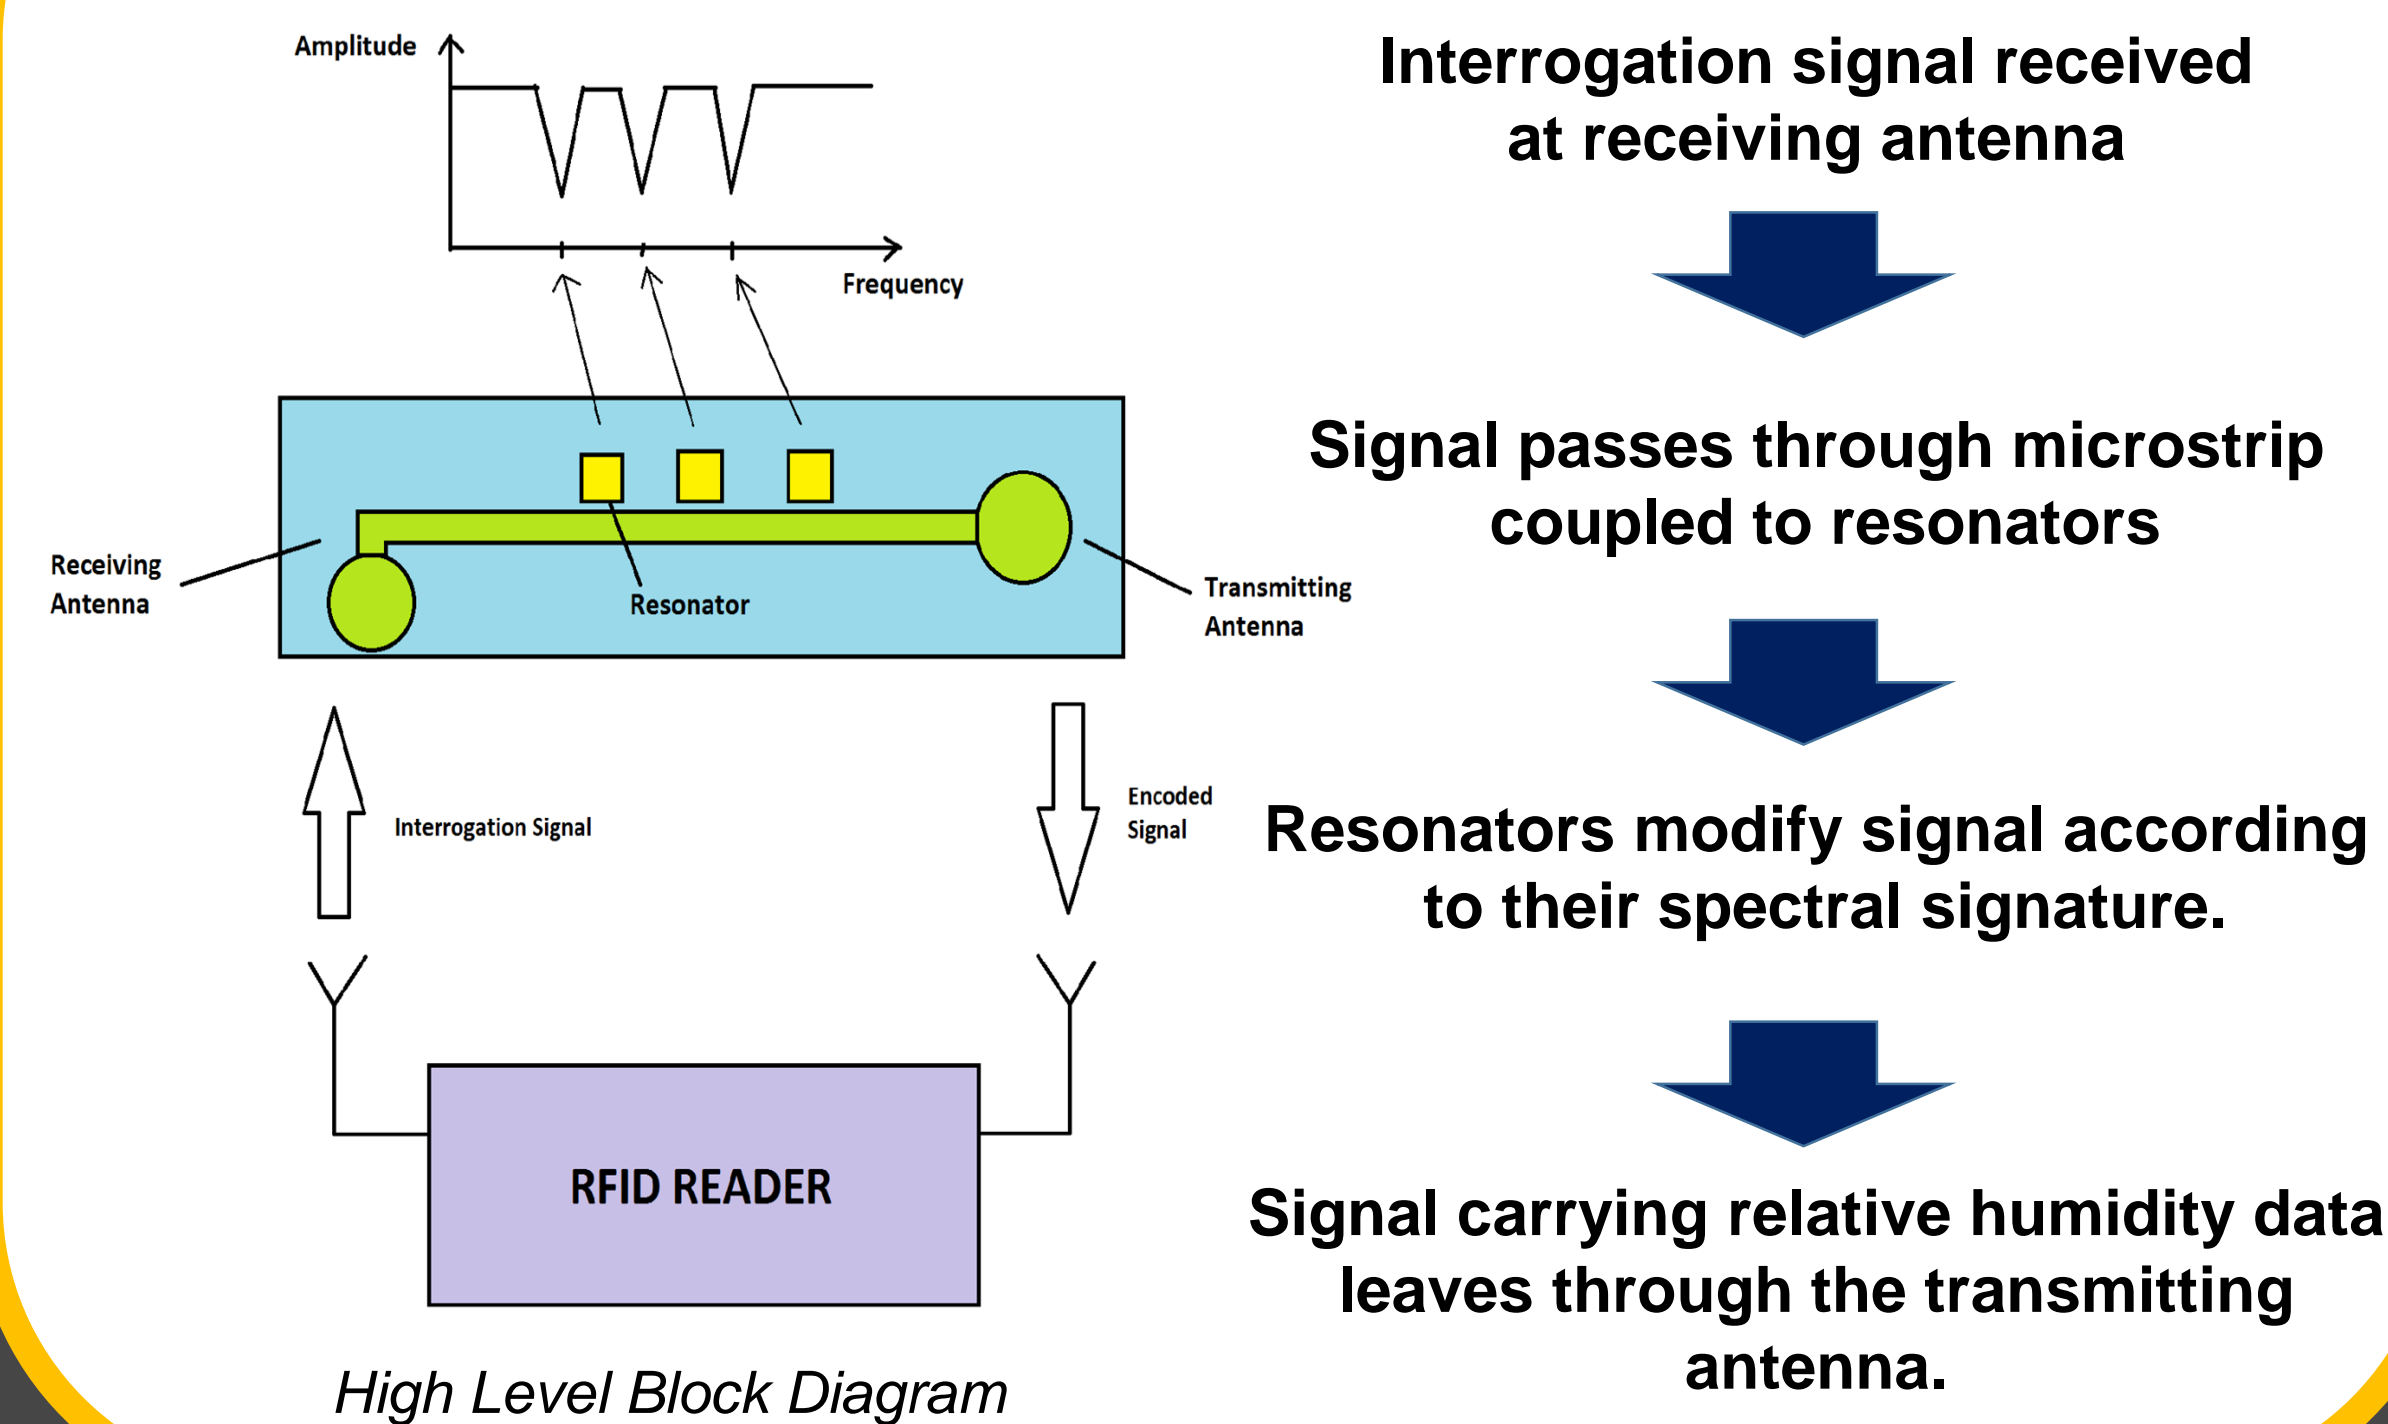 Amplitude
Frequency
Receiving
Antenna
Resonator
Transmitting
Antenna
Interrogation Signal
Encoded
Signal
RFID READER
High Level Block Diagram
Interrogation signal received
at receiving antenna
Signal passes through microstrip
coupled to resonators
Resonators modify signal according
to their spectral signature.
Signal carrying relative humidity data
leaves through the transmitting
antenna.